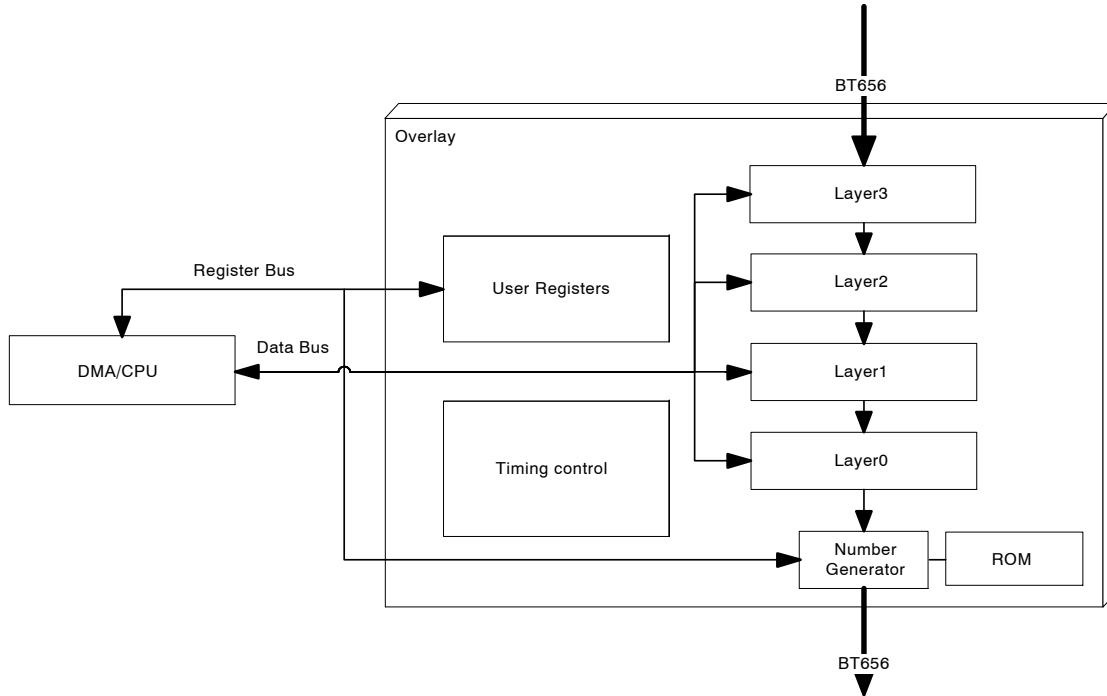 BT656
Overlay
Layer3
Register Bus
User Registers
Layer2
Data Bus
DMA/CPU
Layer1
Timing control
Layer0
Number
Generator
ROM
BT656